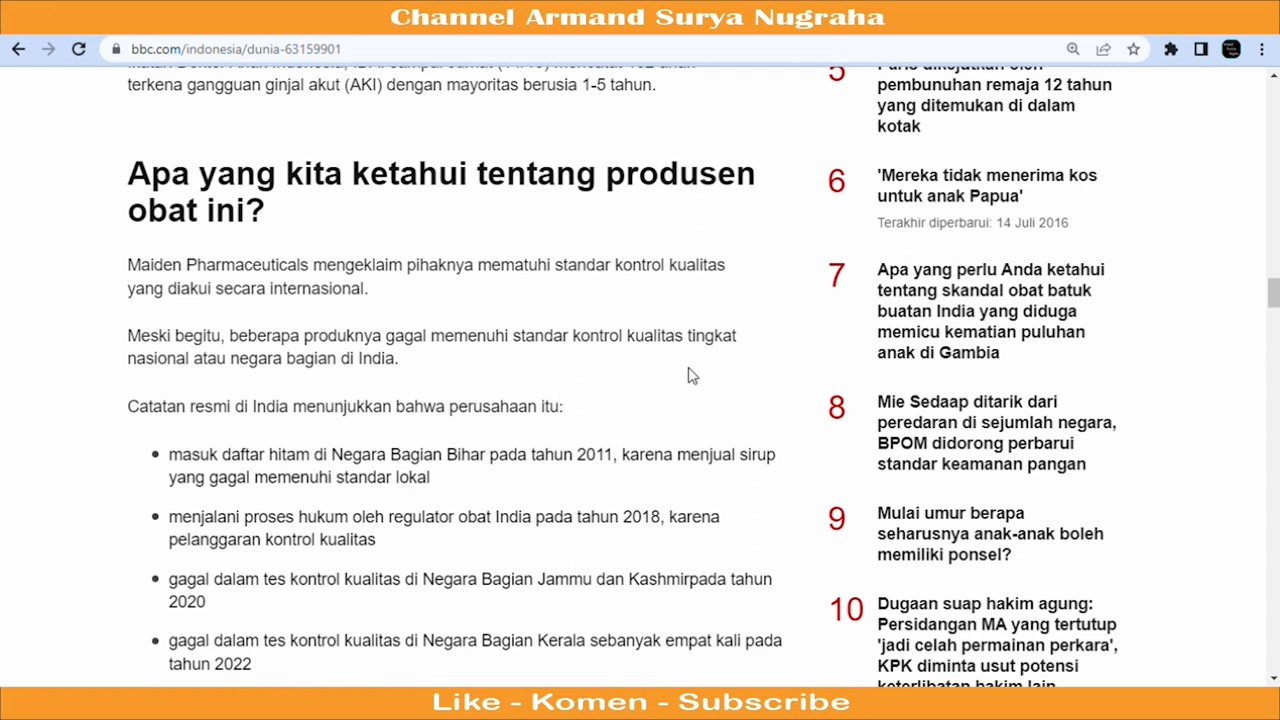 Channel Armand Surya Nugraha
bbc.com/indonesia/dunia-63159901
terkena gangguan ginjal akut (AKI) dengan mayoritas berusia 1-5 tahun.
Apa yang kita ketahui tentang produsen
obat ini?
Maiden Pharmaceuticals mengeklaim pihaknya mematuhi standar kontrol kualitas
yang diakui secara internasional.
Meski begitu, beberapa produknya gagal memenuhi standar kontrol kualitas tingkat
nasional atau negara bagian di India.
Catatan resmi di India menunjukkan bahwa perusahaan itu:
masuk daftar hitam di Negara Bagian Bihar pada tahun 2011, karena menjual sirup
yang gagal memenuhi standar lokal
menjalani proses hukum oleh regulator obat India pada tahun 2018, karena
pelanggaran kontrol kualitas
gagal dalam tes kontrol kualitas di Negara Bagian Jammu dan Kashmirpada tahun
2020
gagal dalam tes kontrol kualitas di Negara Bagian Kerala sebanyak empat kali pada
tahun 2022
5
Paris dikejutkan oleh
pembunuhan remaja 12 tahun
yang ditemukan di dalam
kotak
6
'Mereka tidak menerima kos
untuk anak Papua'
Terakhir diperbarui: 14 Juli 2016
7
Apa yang perlu Anda ketahui
tentang skandal obat batuk
buatan India yang diduga
memicu kematian puluhan
anak di Gambia
8
Mie Sedaap ditarik dari
peredaran di sejumlah negara,
BPOM didorong perbarui
standar keamanan pangan
9
Mulai umur berapa
seharusnya anak-anak boleh
memiliki ponsel?
10
Dugaan suap hakim agung:
Persidangan MA yang tertutup
'jadi celah permainan perkara',
KPK diminta usut potensi
keterlibatan hakim lain
Like - Komen - Subscribe